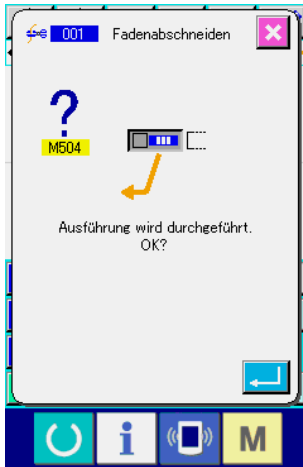 001 Fadenabschneiden
?
M504
Ausführung wird durchgeführt.
OK?
i
M